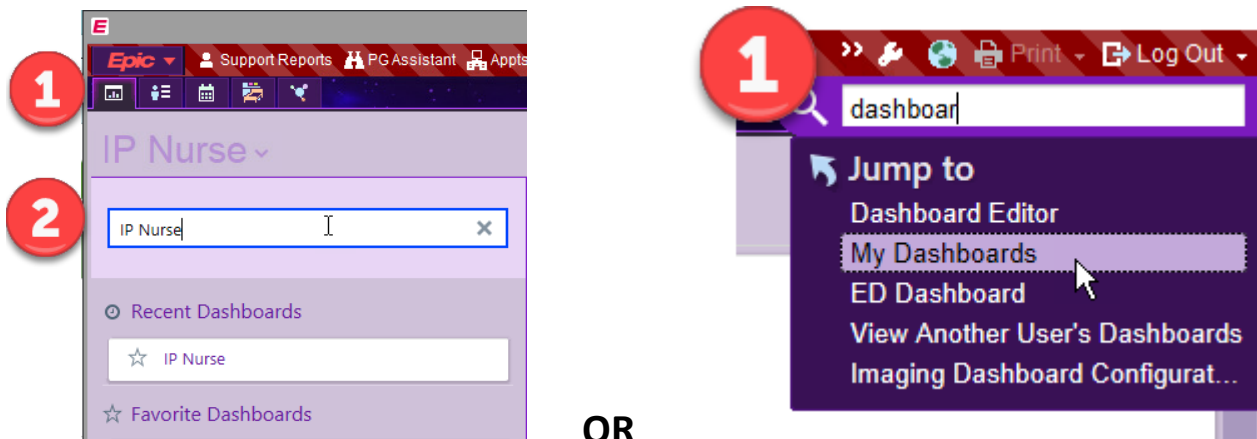 E
Epic Support Reports PG Assistant Appts
1
IP Nurse
2
IP Nurse
Recent Dashboards
IP Nurse
Favorite Dashboards
OR
1
Print Log Out
dashboar
Jump to
Dashboard Editor
My Dashboards
ED Dashboard
View Another User's Dashboards
Imaging Dashboard Configurat...